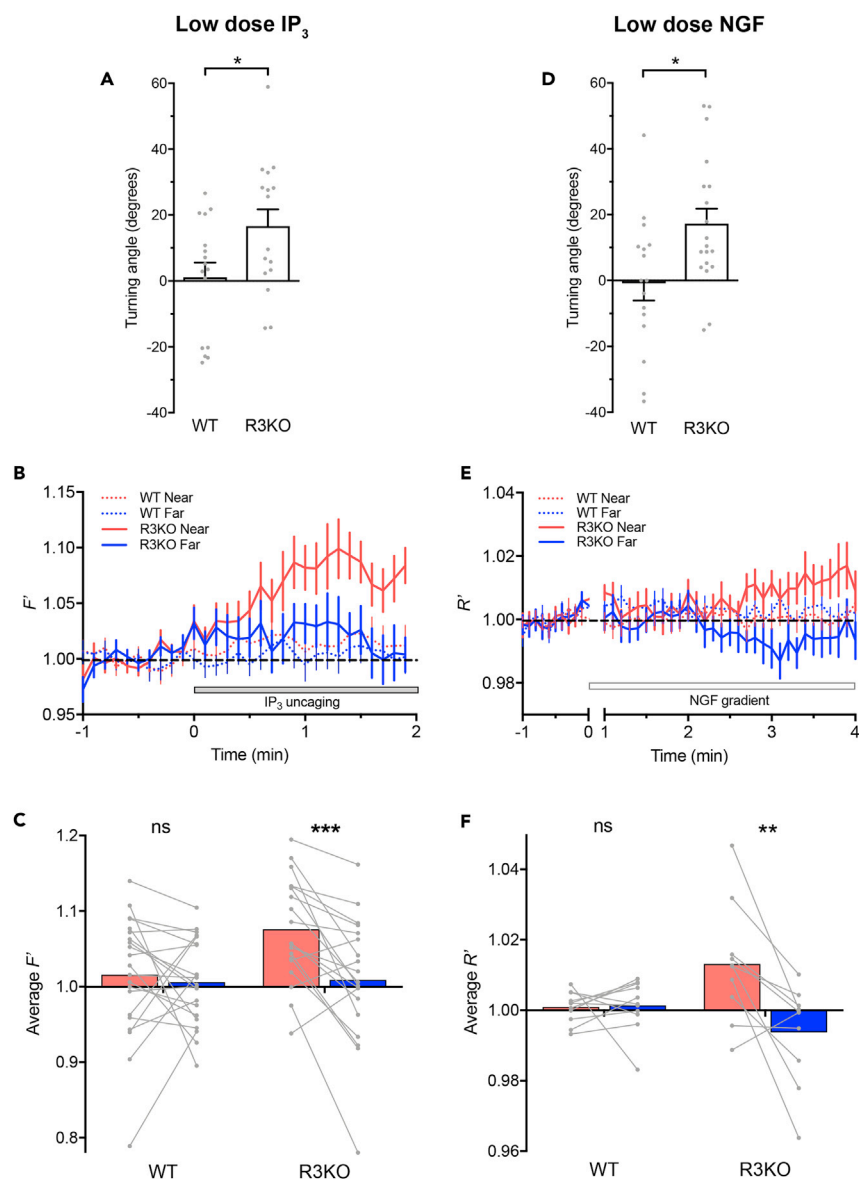 Low dose IP3
Low dose NGF
A
*
60
40
20
0
-20
-40
Turning angle (degrees)
WT
R3KO
D
*
60
40
20
0
-20
-40
Turning angle (degrees)
WT
R3KO
B
1.15
1.10
1.05
1.00
0.95
F'
WT Near
WT Far
R3KO Near
R3KO Far
IP3 uncaging
-1
0
1
2
Time (min)
E
1.04
1.02
1.00
0.98
R'
WT Near
WT Far
R3KO Near
R3KO Far
NGF gradient
-1
0
1
2
3
4
Time (min)
C
ns
***
1.2
1.1
1.0
0.9
0.8
Average F'
WT
R3KO
F
ns
**
1.04
1.02
1.00
0.98
0.96
Average R'
WT
R3KO